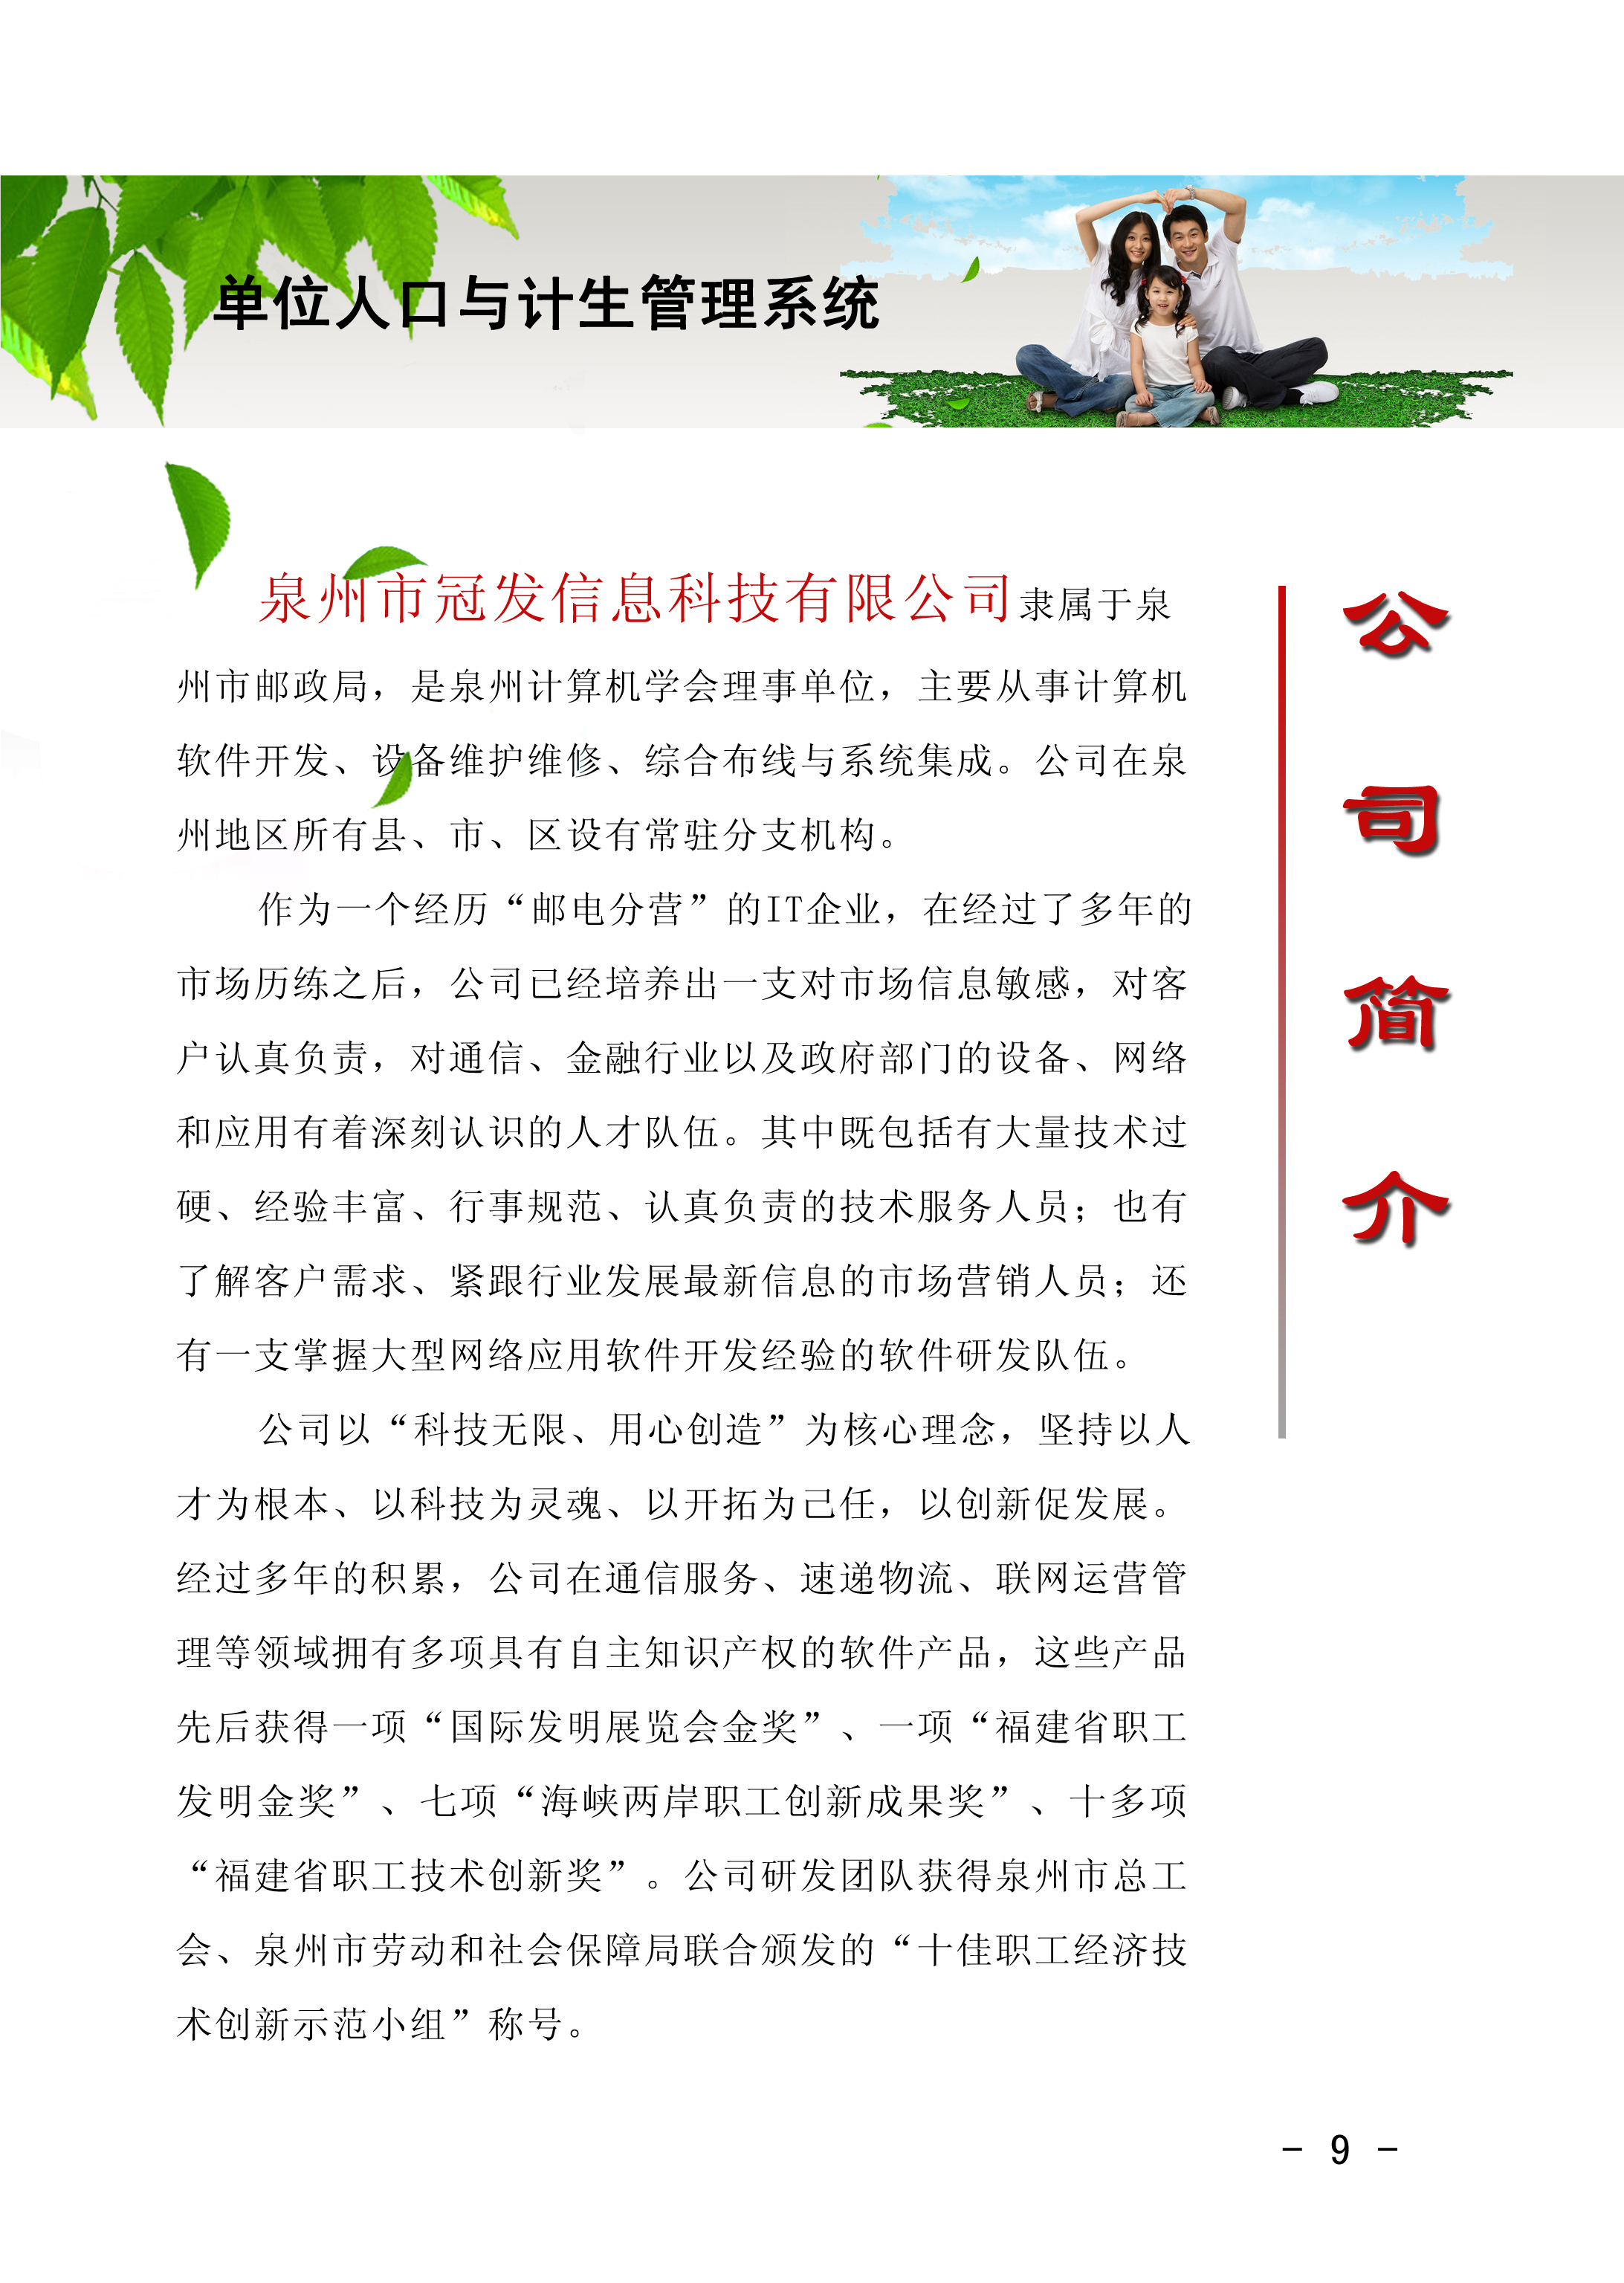 单位人口与计生管理系统
泉州市冠发信息科技有限公司隶属于泉
州市邮政局，是泉州计算机学会理事单位，主要从事计算机
软件开发、设备维护维修、综合布线与系统集成。公司在泉
州地区所有县、市、区设有常驻分支机构。
作为一个经历“邮电分营”的IT企业，在经过了多年的
市场历练之后，公司已经培养出一支对市场信息敏感，对客
户认真负责，对通信、金融行业以及政府部门的设备、网络
和应用有着深刻认识的人才队伍。其中既包括有大量技术过
硬、经验丰富、行事规范、认真负责的技术服务人员；也有
了解客户需求、紧跟行业发展最新信息的市场营销人员；还
有一支掌握大型网络应用软件开发经验的软件研发队伍。
公司以“科技无限、用心创造”为核心理念，坚持以人
才为根本、以科技为灵魂、以开拓为己任，以创新促发展。
经过多年的积累，公司在通信服务、速递物流、联网运营管
理等领域拥有多项具有自主知识产权的软件产品，这些产品
先后获得一项“国际发明展览会金奖”、一项“福建省职工
发明金奖”、七项“海峡两岸职工创新成果奖”、十多项
“福建省职工技术创新奖”。公司研发团队获得泉州市总工
会、泉州市劳动和社会保障局联合颁发的“十佳职工经济技
术创新示范小组”称号。
公司简介
- 9 -